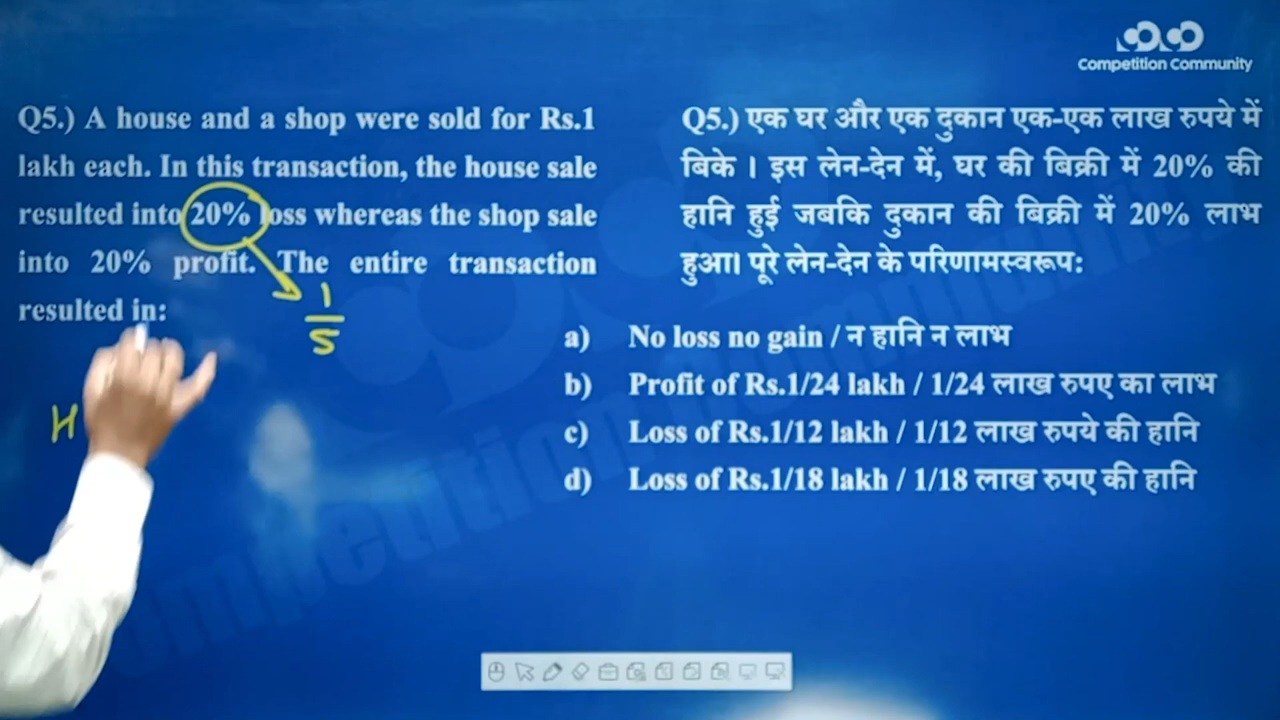 Competition Community
Q5.) A house and a shop were sold for Rs.1
lakh each. In this transaction, the house sale
resulted into 20% loss whereas the shop sale
into 20% profit. The entire transaction
resulted in:
1
5
H
Q5.) एक घर और एक दुकान एक-एक लाख रुपये में
बिके । इस लेन-देन में, घर की बिक्री में 20% की
हानि हुई जबकि दुकान की बिक्री में 20% लाभ
हुआ। पूरे लेन-देन के परिणामस्वरूप:
a) No loss no gain / न हानि न लाभ
b) Profit of Rs.1/24 lakh / 1/24 लाख रुपए का लाभ
c) Loss of Rs.1/12 lakh / 1/12 लाख रुपये की हानि
d) Loss of Rs.1/18 lakh / 1/18 लाख रुपए की हानि
Competition Community